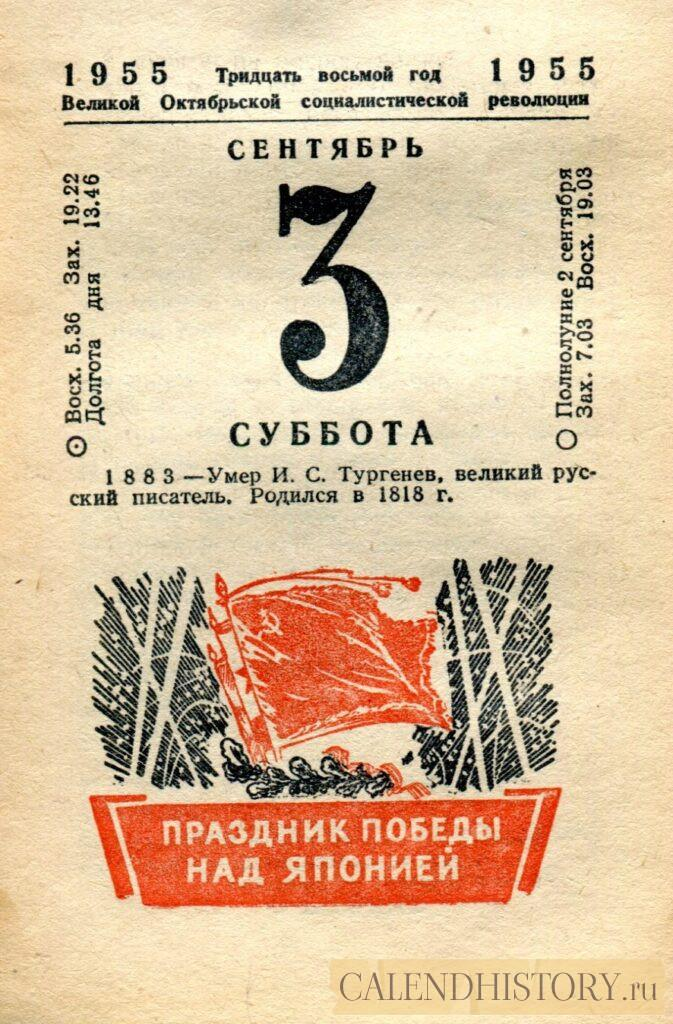 1955 Тридцать восьмой год 1955
Великой Октябрьской социалистической революции
СЕНТЯБРЬ
Восх. 5.36 Зах. 19.22
Долгота дня 13.46
3
Полнолуние 2 сентября
Зах. 7.03 Восх. 19.03
СУББОТА
1883—Умер И. С. Тургенев, великий рус-
ский писатель. Родился в 1818 г.
ПРАЗДНИК ПОБЕДЫ
НАД ЯПОНИЕЙ
CALENDHISTORY.ru